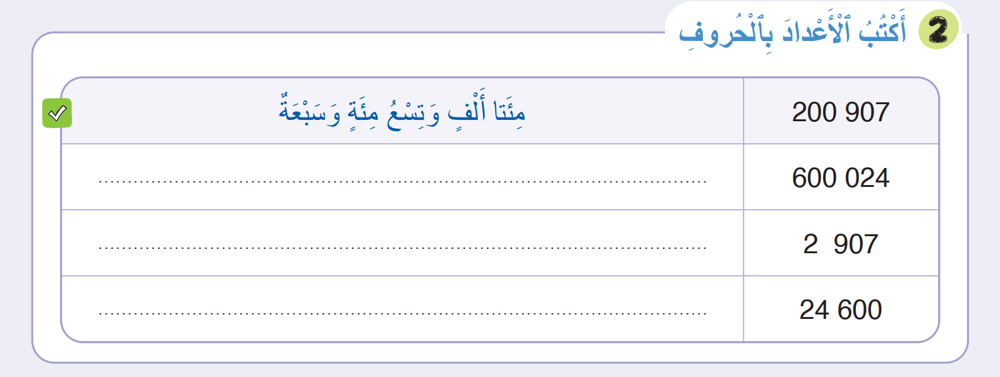 2 أَكْتُبُ ٱلْأَعْدادَ بِٱلْحُروفِ
200 907 مِئَتا أَلْفٍ وَتِسْعُ مِئَةٍ وَسَبْعَةٌ
600 024 ........................................................................................................
2 907 ........................................................................................................
24 600 ........................................................................................................